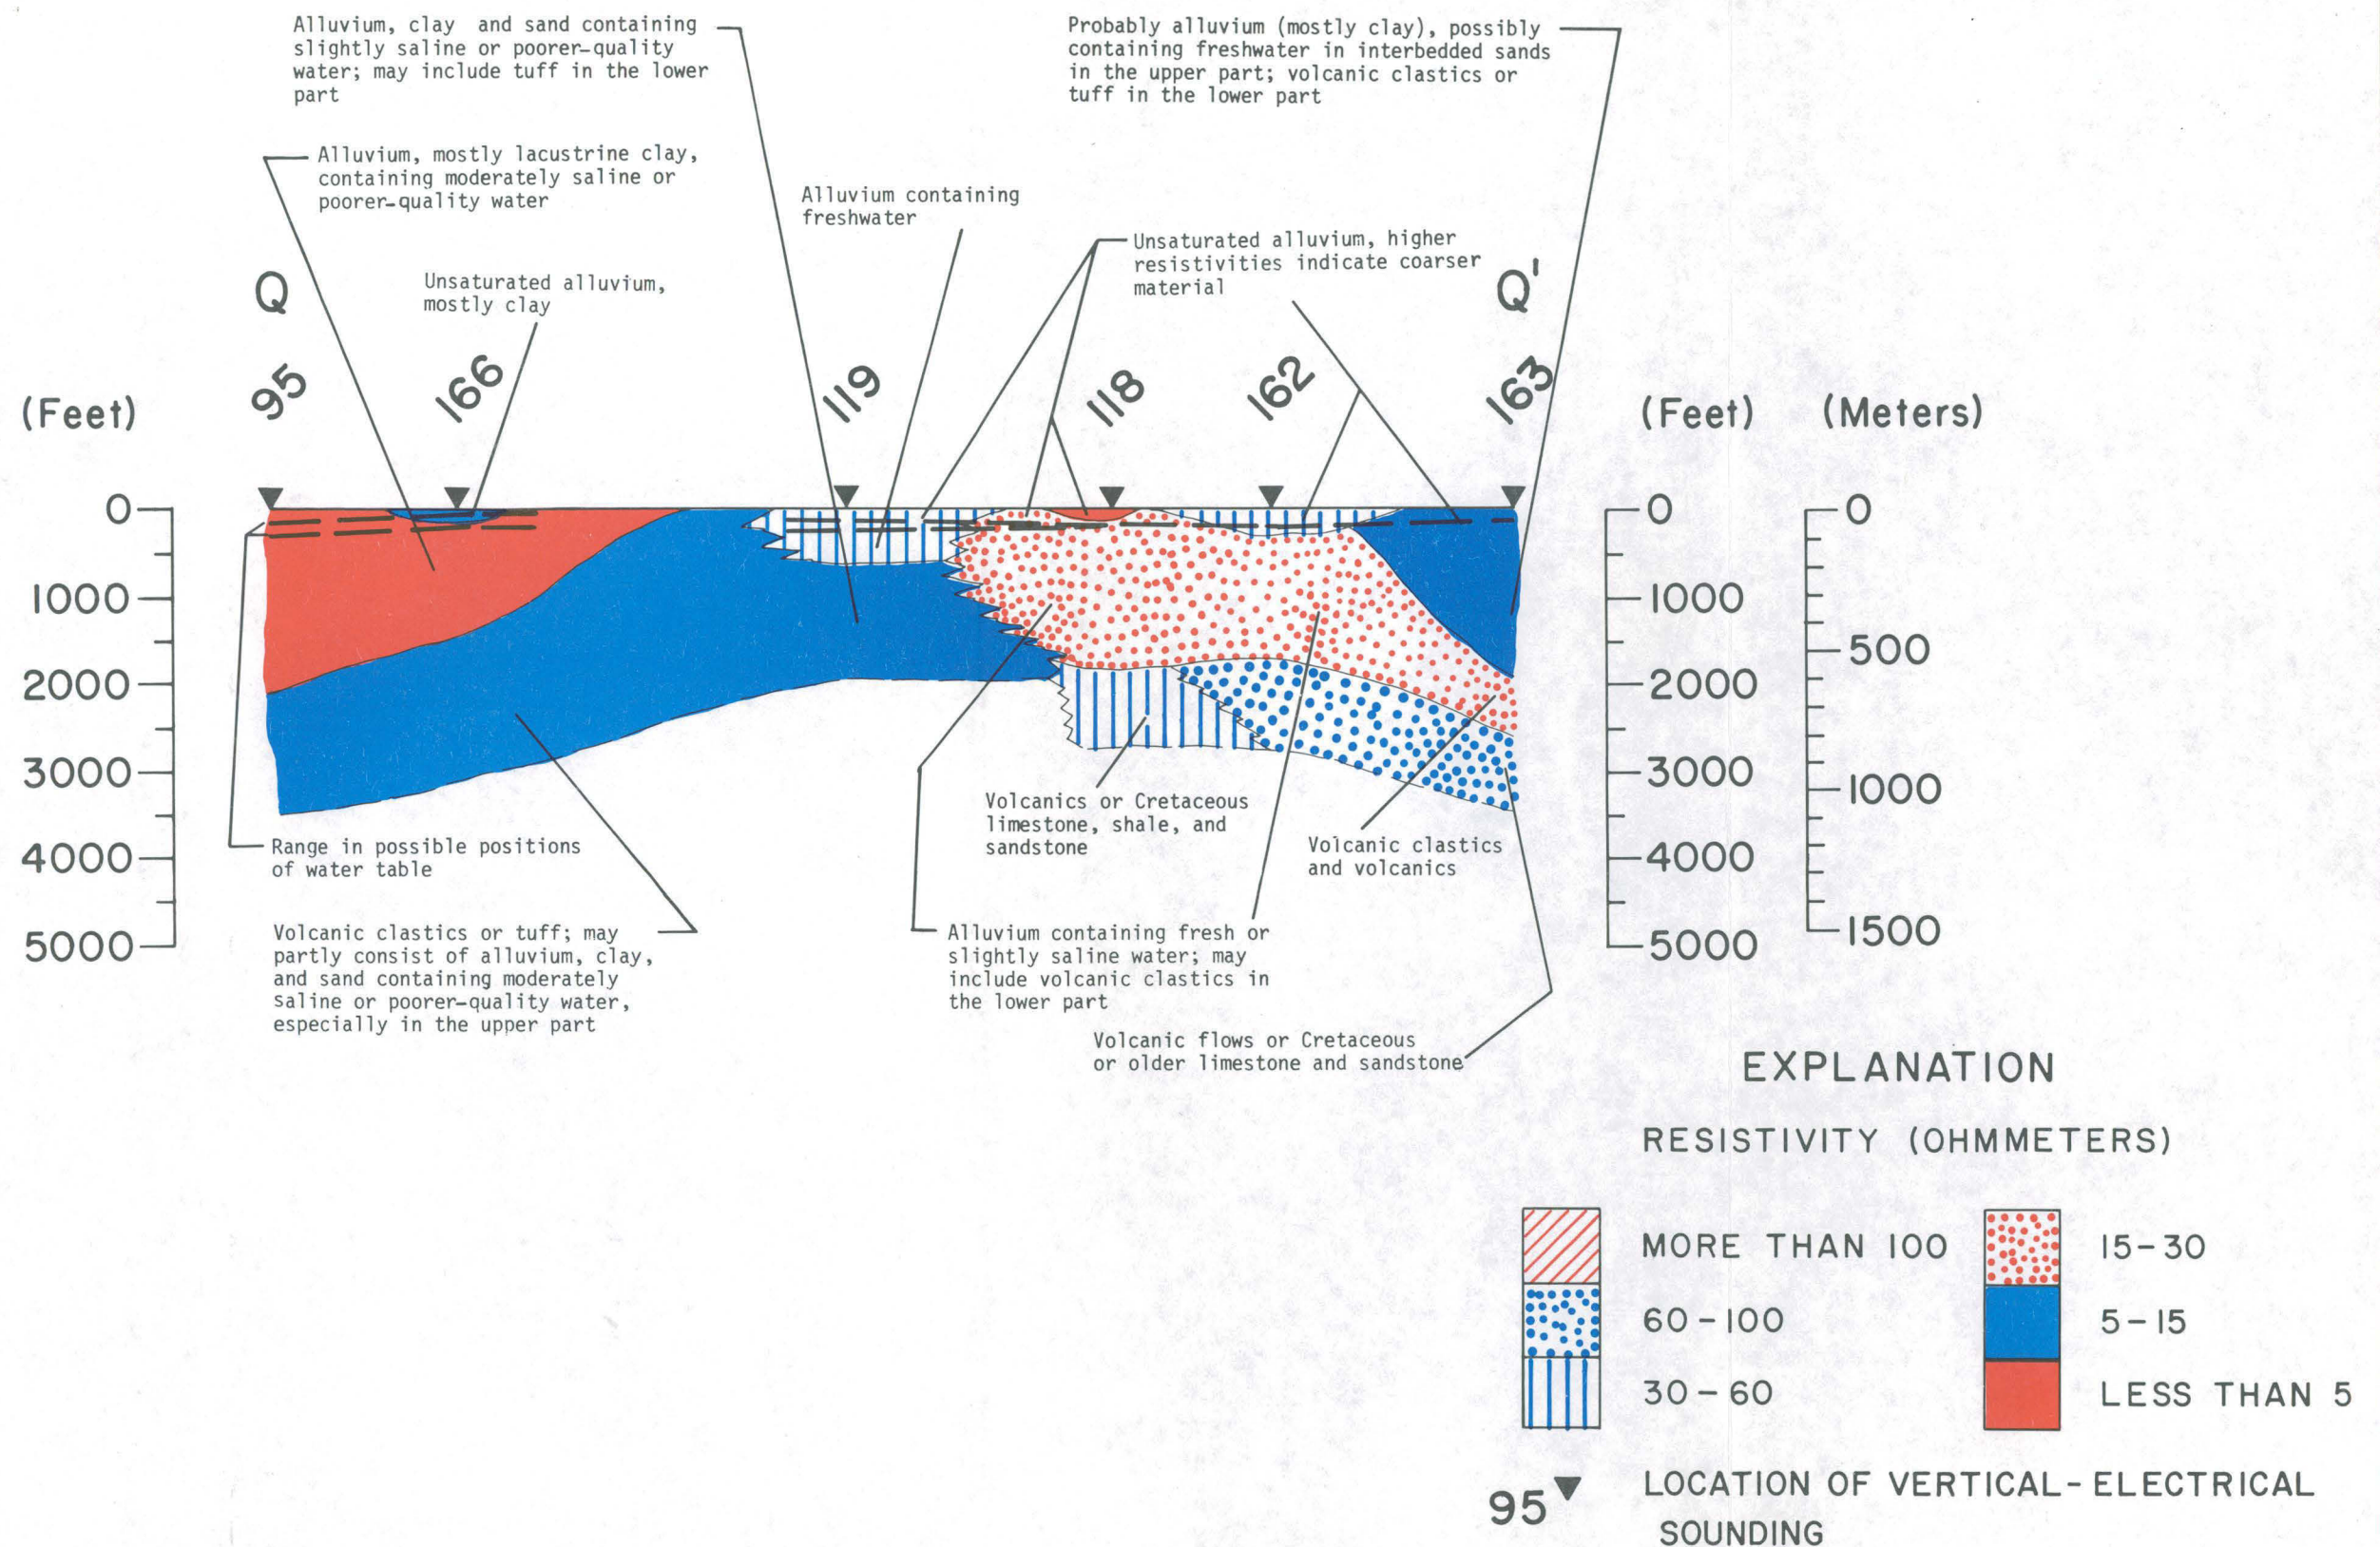 Alluvium, clay and sand containing
slightly saline or poorer-quality
water; may include tuff in the lower
part
Probably alluvium (mostly clay), possibly
containing freshwater in interbedded sands
in the upper part; volcanic clastics or
tuff in the lower part
Alluvium, mostly lacustrine clay,
containing moderately saline or
poorer-quality water
Alluvium containing
freshwater
Unsaturated alluvium, higher
resistivities indicate coarser
material
Unsaturated alluvium,
mostly clay
Q
Q'
95
166
119
118
162
163
(Feet)
(Feet)
(Meters)
0
1000
2000
3000
4000
5000
0
1000
2000
3000
4000
5000
0
500
1000
1500
Volcanics or Cretaceous
limestone, shale, and
sandstone
Range in possible positions
of water table
Volcanic clastics
and volcanics
Volcanic clastics or tuff; may
partly consist of alluvium, clay,
and sand containing moderately
saline or poorer-quality water,
especially in the upper part
Alluvium containing fresh or
slightly saline water; may
include volcanic clastics in
the lower part
Volcanic flows or Cretaceous
or older limestone and sandstone
EXPLANATION
RESISTIVITY (OHMMETERS)
MORE THAN 100
60-100
30-60
15-30
5-15
LESS THAN 5
95
LOCATION OF VERTICAL-ELECTRICAL
SOUNDING